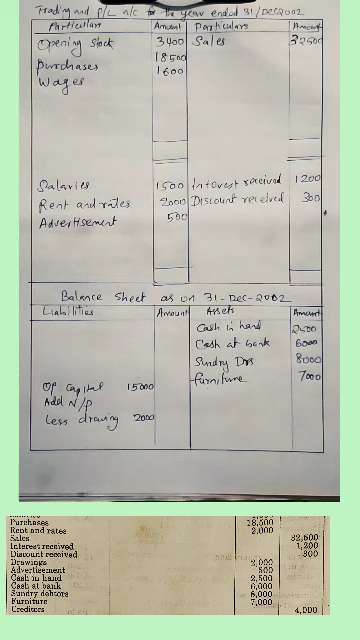 Trading and P/L a/c for the year ended 31/Dec 2002
Particulars Amount Particulars Amount
Opening Stock 3400 Sales 32500
Purchases 18500
Wages 1600
Salaries 1500 Interest received 1200
Rent and rates 2000 Discount received 300
Advertisement 500
Balance Sheet as on 31-Dec-2002
Liabilities Amount Assets Amount
Cash in hand 2500
Cash at bank 6000
Sundry Drs 8000
furniture 7000
OP. Capital 15000
Add N/P
Less drawing 2000
Purchases 18,500
Rent and rates 2,000
Sales 32,600
Interest received 1,200
Discount received 300
Drawings 2,000
Advertisement 500
Cash in hand 2,500
Cash at bank 6,000
Sundry debtors 8,000
Furniture 7,000
Creditors 4,000